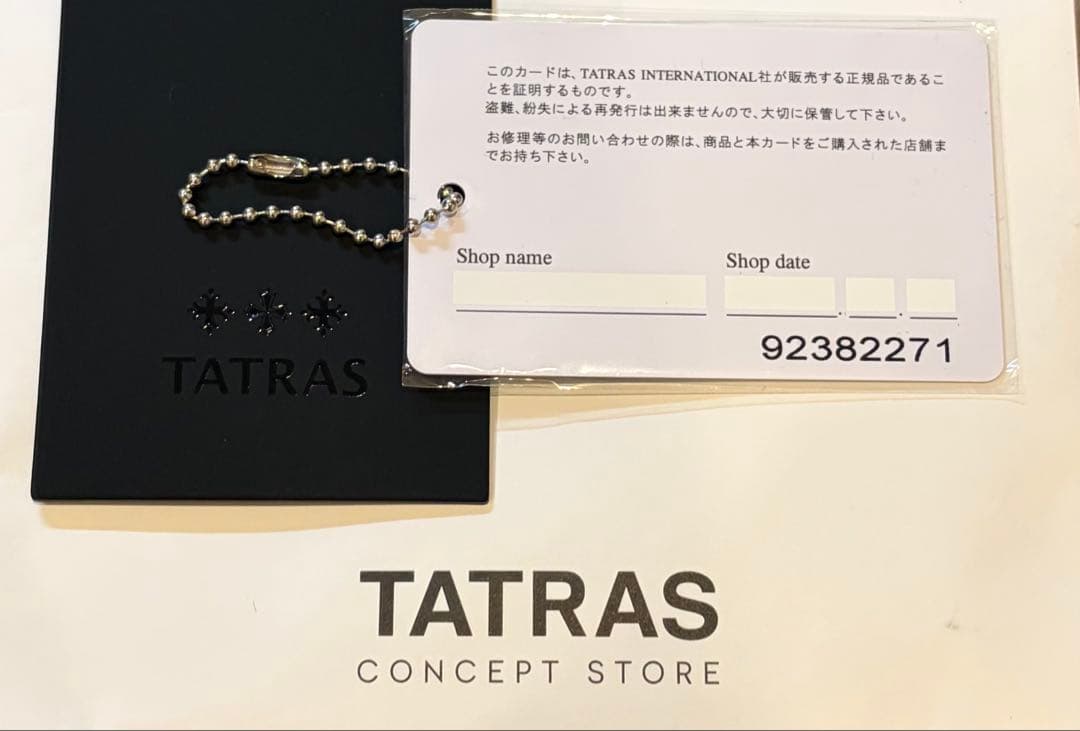 このカードは、TATRAS INTERNATIONAL社が販売する正規品であるこ
とを証明するものです。
盗難、紛失による再発行は出来ませんので、大切に保管して下さい。
お修理等のお問い合わせの際は、商品と本カードをご購入された店舗ま
でお持ち下さい。
Shop name
Shop date
92382271
TATRAS
TATRAS
CONCEPT STORE